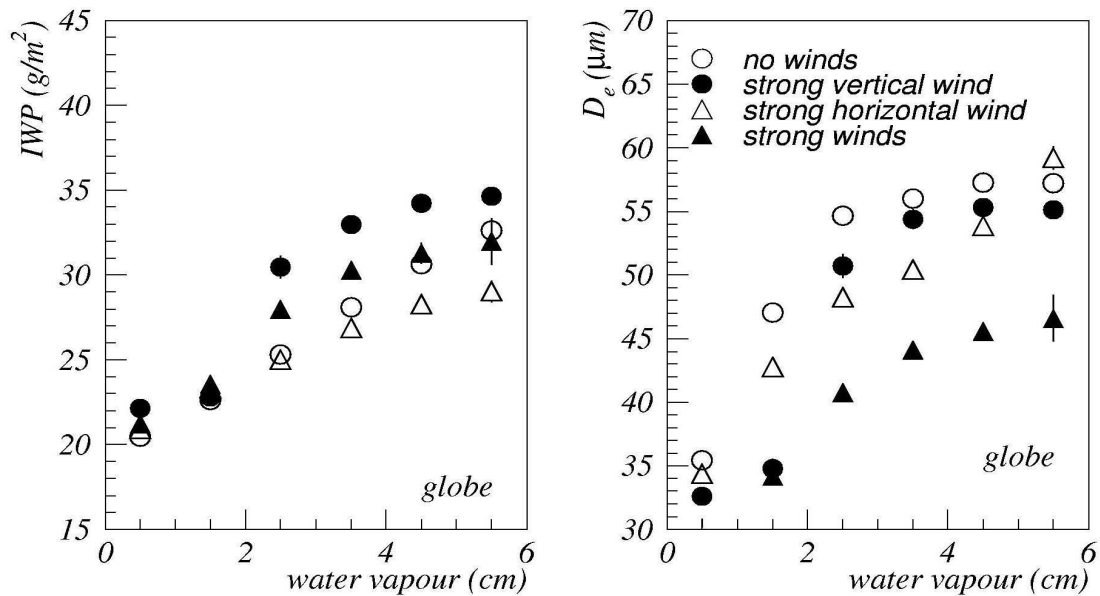 IWP (g/m²)
45
40
35
30
25
20
15
0
2
4
6
globe
water vapour (cm)
Dₑ (μm)
70
65
60
55
50
45
40
35
30
no winds
strong vertical wind
strong horizontal wind
strong winds
globe
0
2
4
6
water vapour (cm)